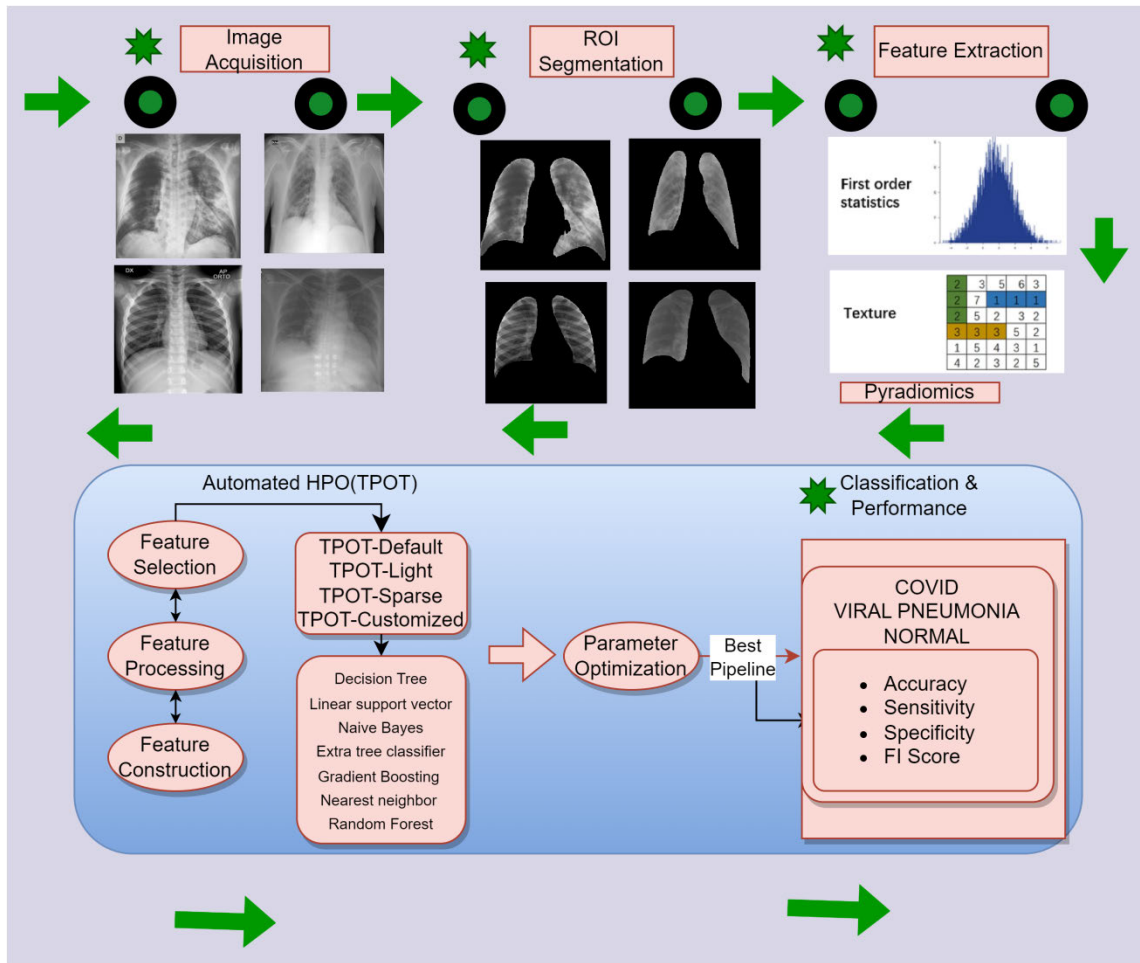 Image
Acquisition
ROI
Segmentation
Feature Extraction
DX
AP
ORTO
First order
statistics
Texture
2 3 5 6 3
2 7 1 1 1
2 5 2 3 2
3 3 3 5 2
1 5 4 3 1
4 2 3 2 5
Pyradiomics
Automated HPO(TPOT)
Feature
Selection
Feature
Processing
Feature
Construction
TPOT-Default
TPOT-Light
TPOT-Sparse
TPOT-Customized
Decision Tree
Linear support vector
Naive Bayes
Extra tree classifier
Gradient Boosting
Nearest neighbor
Random Forest
Parameter
Optimization
Best
Pipeline
Classification &
Performance
COVID
VIRAL PNEUMONIA
NORMAL
• Accuracy
• Sensitivity
• Specificity
• FI Score